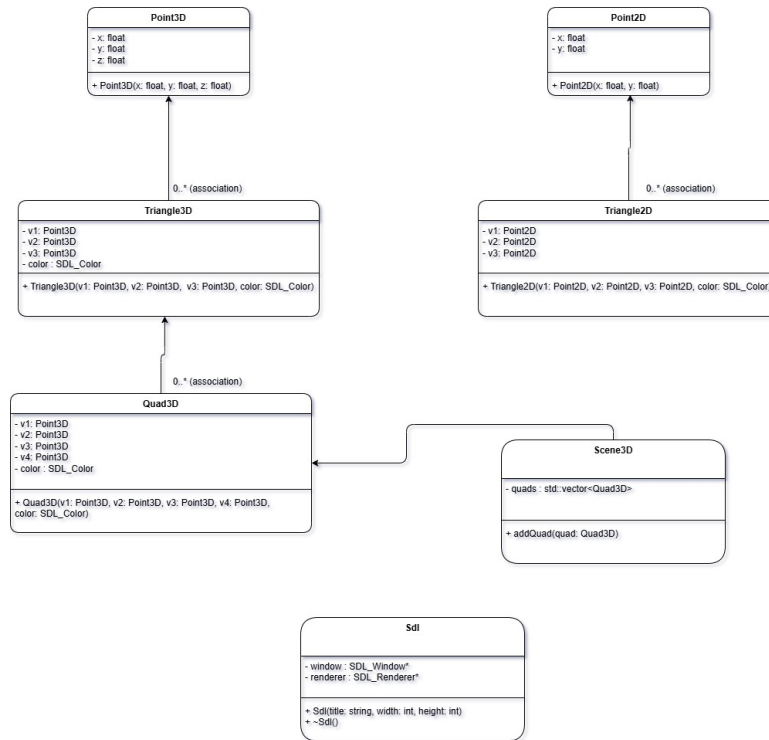 Point3D
- x: float
- y: float
- z: float
+ Point3D(x: float, y: float, z: float)
Point2D
- x: float
- y: float
+ Point2D(x: float, y: float)
0..* (association)
0..* (association)
Triangle3D
- v1: Point3D
- v2: Point3D
- v3: Point3D
- color : SDL_Color
+ Triangle3D(v1: Point3D, v2: Point3D, v3: Point3D, color: SDL_Color)
Triangle2D
- v1: Point2D
- v2: Point2D
- v3: Point2D
+ Triangle2D(v1: Point2D, v2: Point2D, v3: Point2D, color: SDL_Color)
0..* (association)
Quad3D
- v1: Point3D
- v2: Point3D
- v3: Point3D
- v4: Point3D
- color : SDL_Color
+ Quad3D(v1: Point3D, v2: Point3D, v3: Point3D, v4: Point3D,
color: SDL_Color)
Scene3D
- quads : std::vector<Quad3D>
+ addQuad(quad: Quad3D)
Sdl
- window : SDL_Window*
- renderer : SDL_Renderer*
+ Sdl(title: string, width: int, height: int)
+ ~Sdl()